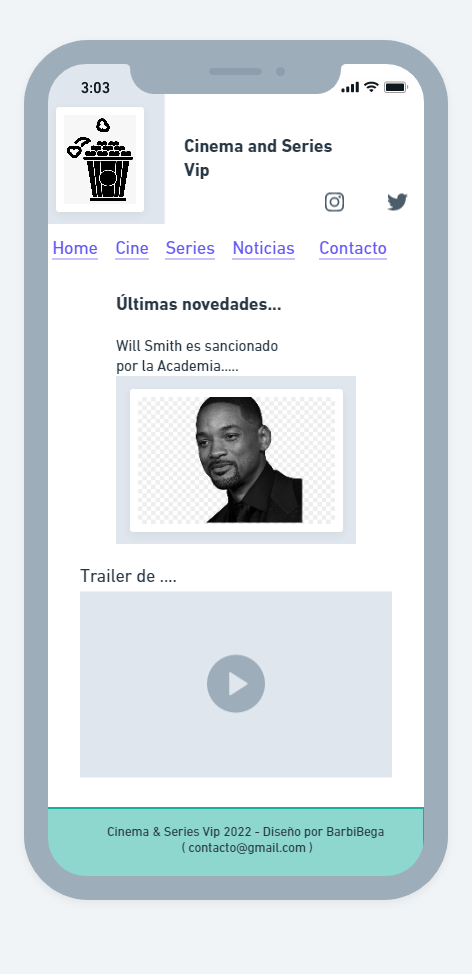 3:03
Cinema and Series
Vip
Home Cine Series Noticias Contacto
Últimas novedades...
Will Smith es sancionado
por la Academia.....
Trailer de ....
Cinema & Series Vip 2022 - Diseño por BarbiBega
( contacto@gmail.com )